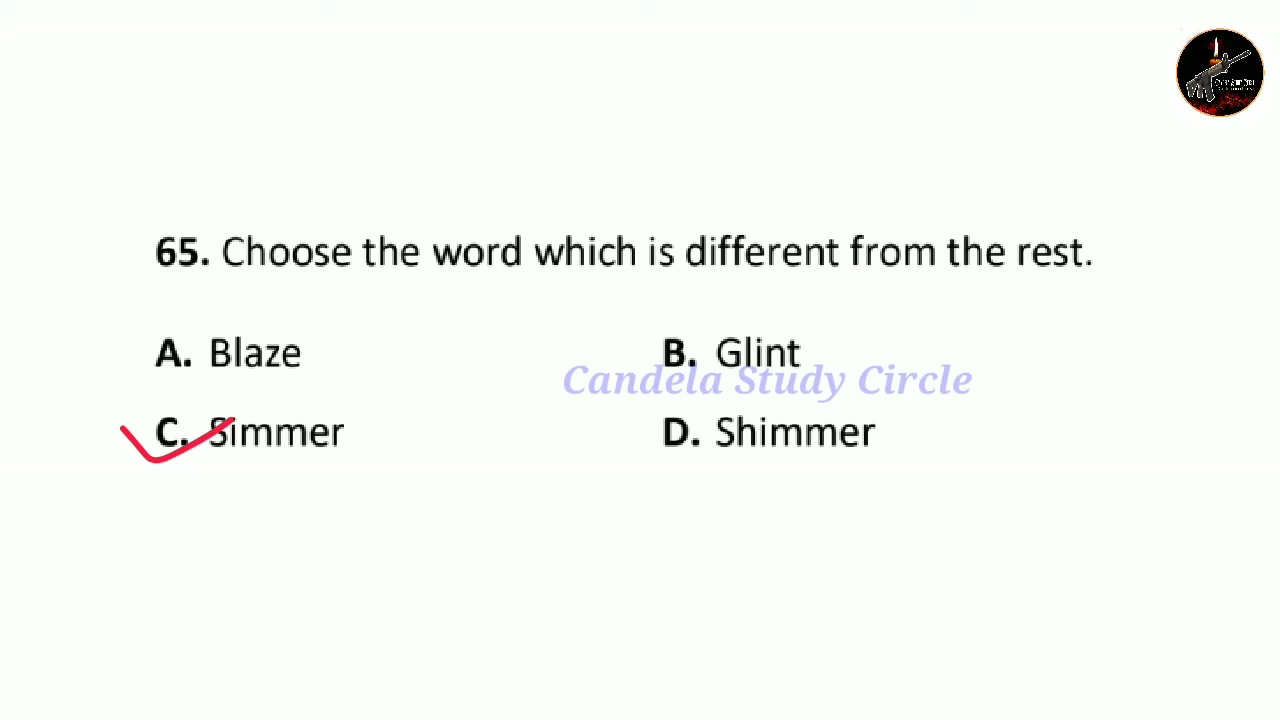 65. Choose the word which is different from the rest.
A. Blaze B. Glint
Candela Study Circle
C. Simmer D. Shimmer